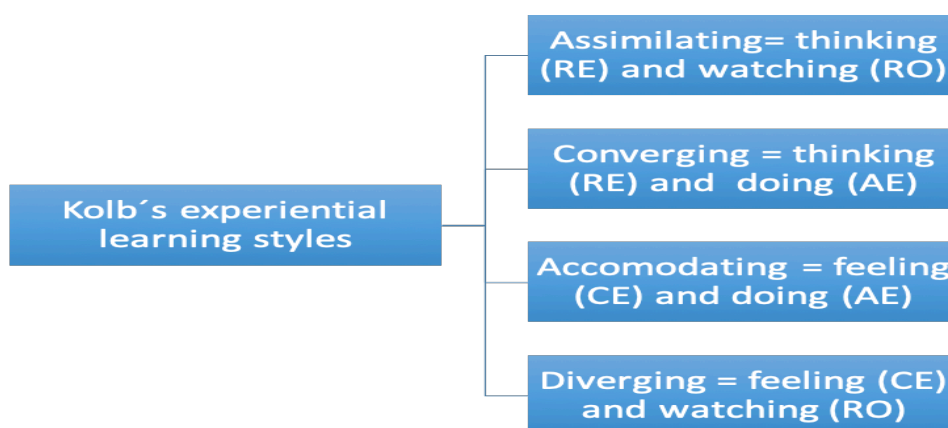 Assimilating= thinking
(RE) and watching (RO)
Converging = thinking
(RE) and doing (AE)
Kolb´s experiential
learning styles
Accomodating = feeling
(CE) and doing (AE)
Diverging = feeling (CE)
and watching (RO)